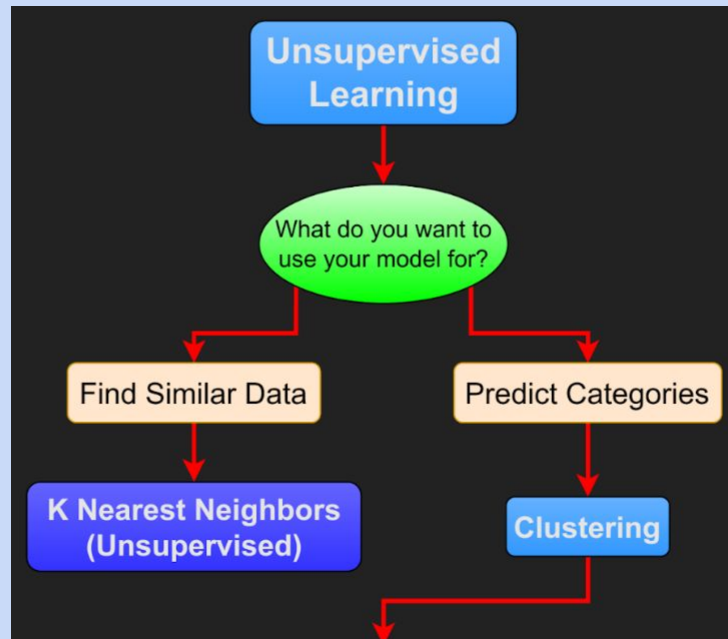 Unsupervised
Learning
What do you want to
use your model for?
Find Similar Data
Predict Categories
K Nearest Neighbors
(Unsupervised)
Clustering